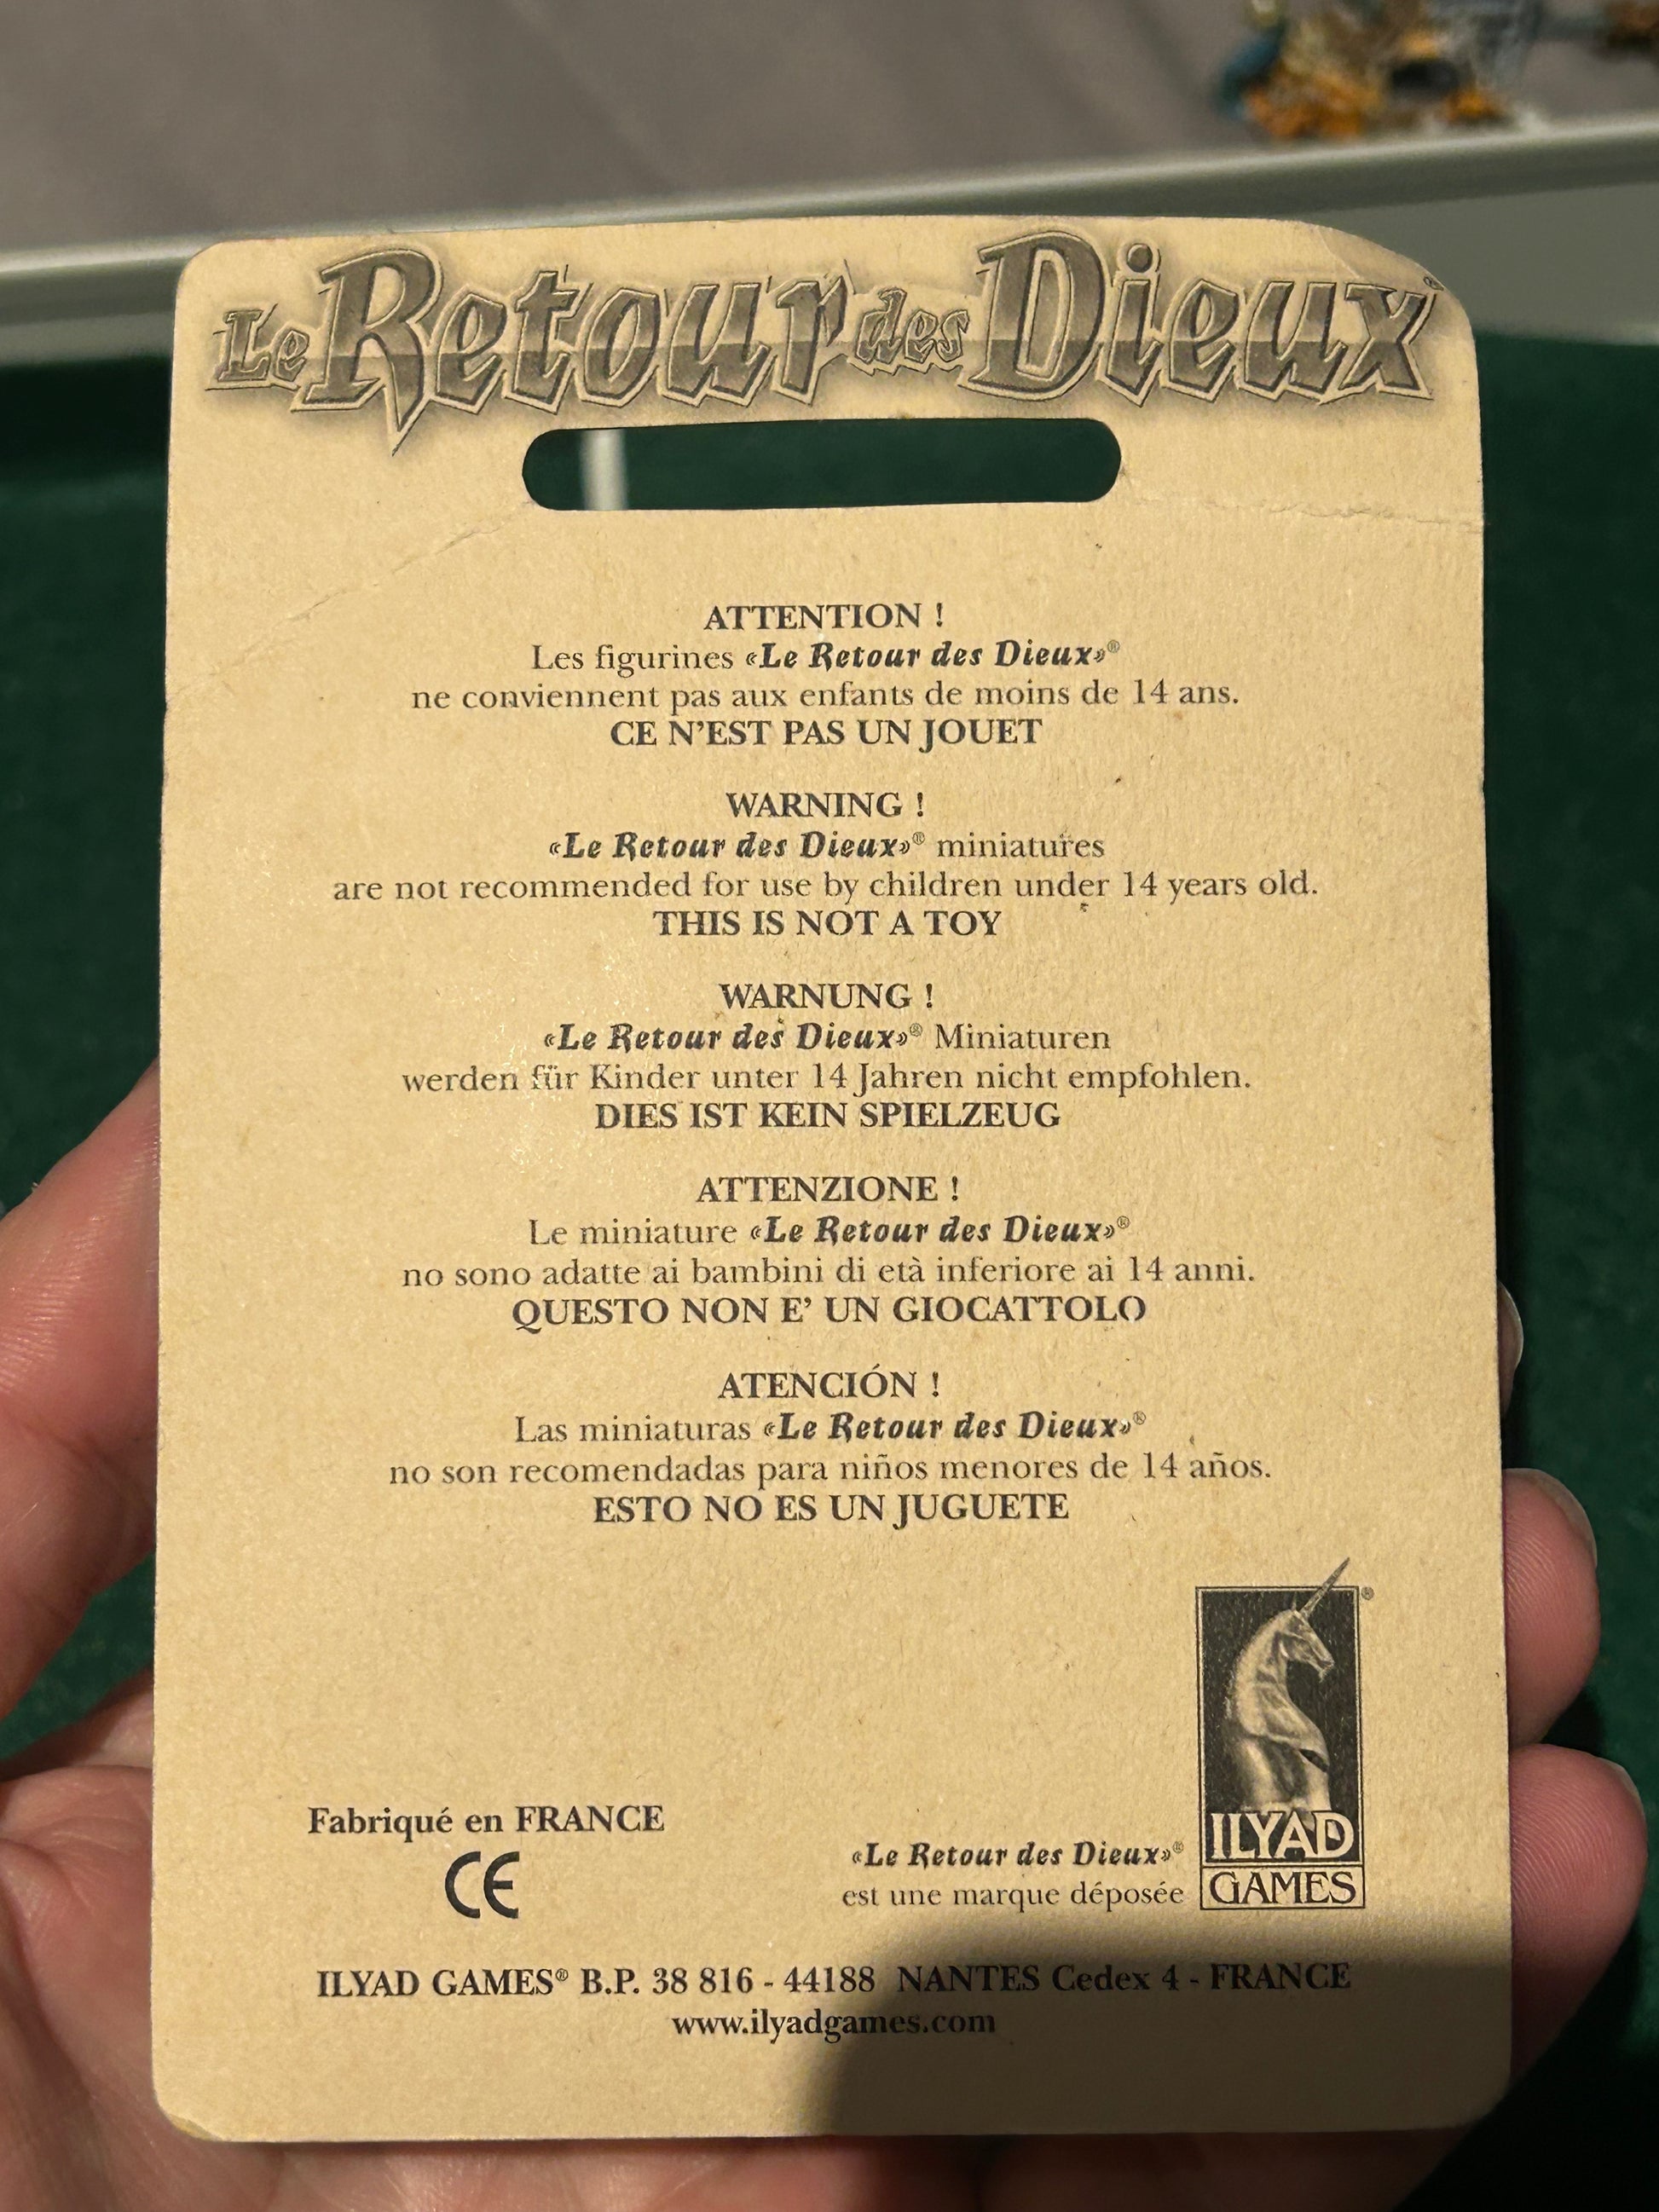 Le Retour des Dieux®
ATTENTION !
Les figurines «Le Retour des Dieux»®
ne conviennent pas aux enfants de moins de 14 ans.
CE N'EST PAS UN JOUET
WARNING !
«Le Retour des Dieux»® miniatures
are not recommended for use by children under 14 years old.
THIS IS NOT A TOY
WARNUNG !
«Le Retour des Dieux»® Miniaturen
werden für Kinder unter 14 Jahren nicht empfohlen.
DIES IST KEIN SPIELZEUG
ATTENZIONE !
Le miniature «Le Retour des Dieux»®
no sono adatte ai bambini di età inferiore ai 14 anni.
QUESTO NON E' UN GIOCATTOLO
ATENCIÓN !
Las miniaturas «Le Retour des Dieux»®
no son recomendadas para niños menores de 14 años.
ESTO NO ES UN JUGUETE
Fabriqué en FRANCE
CE
«Le Retour des Dieux»®
est une marque déposée
®
ILYAD
GAMES
ILYAD GAMES® B.P. 38 816 - 44188 NANTES Cedex 4 - FRANCE
www.ilyadgames.com